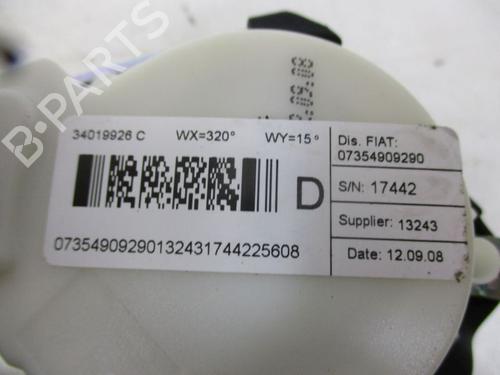 B-PARTS
34019926 C WX=320° WY=15°
D
07354909290132431744225608
Dis. FIAT:
07354909290
S/N: 17442
Supplier: 13243
Date: 12.09.08